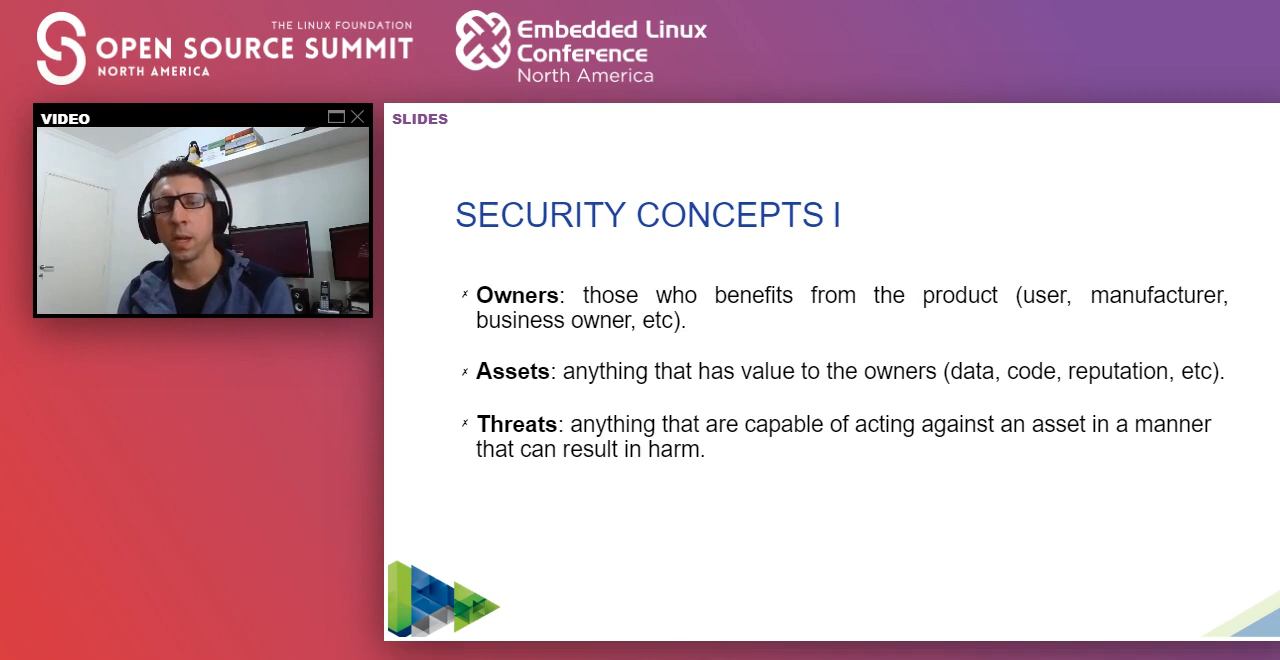 THE LINUX FOUNDATION
OPEN SOURCE SUMMIT
NORTH AMERICA
Embedded Linux
Conference
North America
VIDEO
SLIDES
SECURITY CONCEPTS I
✗ Owners: those who benefits from the product (user, manufacturer,
business owner, etc).
✗ Assets: anything that has value to the owners (data, code, reputation, etc).
✗ Threats: anything that are capable of acting against an asset in a manner
that can result in harm.